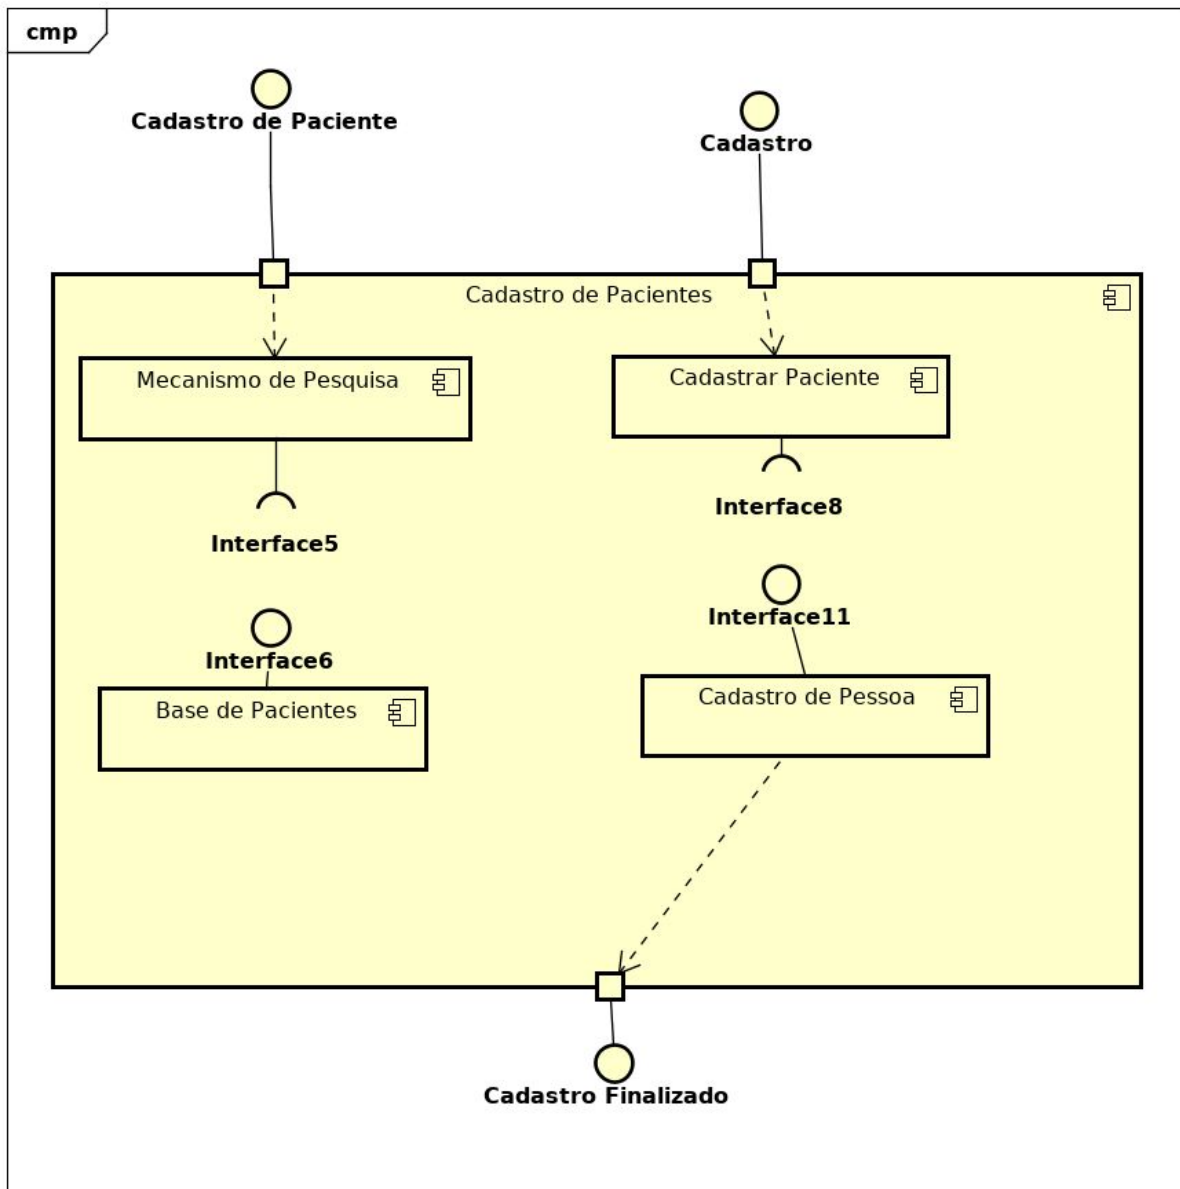 cmp
Cadastro de Paciente
Cadastro
Cadastro de Pacientes
Mecanismo de Pesquisa
Cadastrar Paciente
Interface8
Interface5
Interface11
Interface6
Cadastro de Pessoa
Base de Pacientes
Cadastro Finalizado